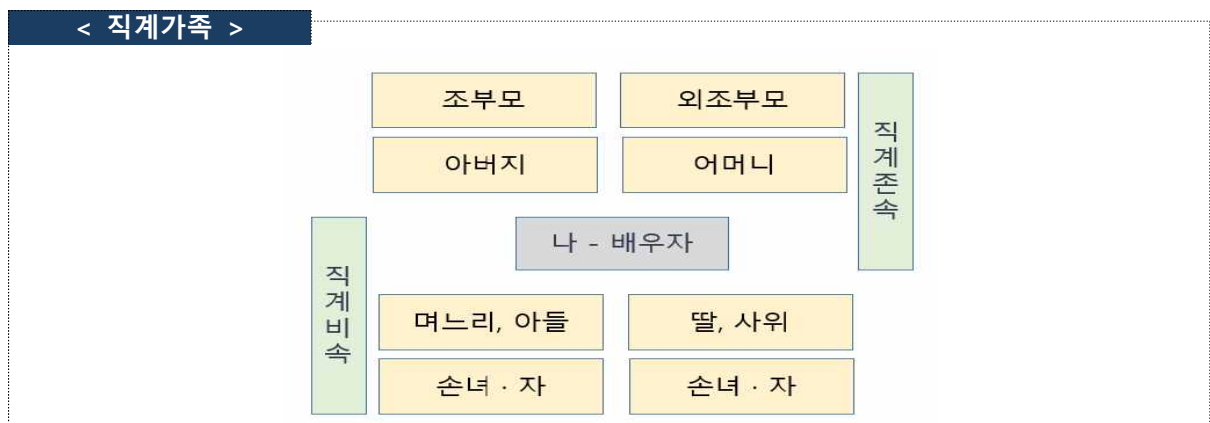 < 직계가족 >
조부모 외조부모
아버지 어머니
직계존속
나 - 배우자
직계비속
며느리, 아들 딸, 사위
손녀 · 자 손녀 · 자